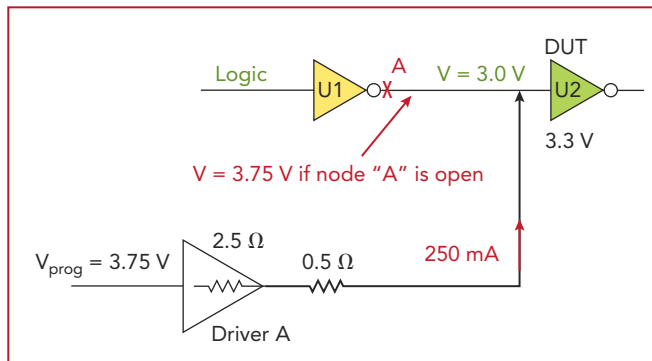 DUT
A
Logic
V = 3.0 V
U1
U2
3.3 V
V = 3.75 V if node “A” is open
2.5 Ω
V_prog = 3.75 V
0.5 Ω
250 mA
Driver A